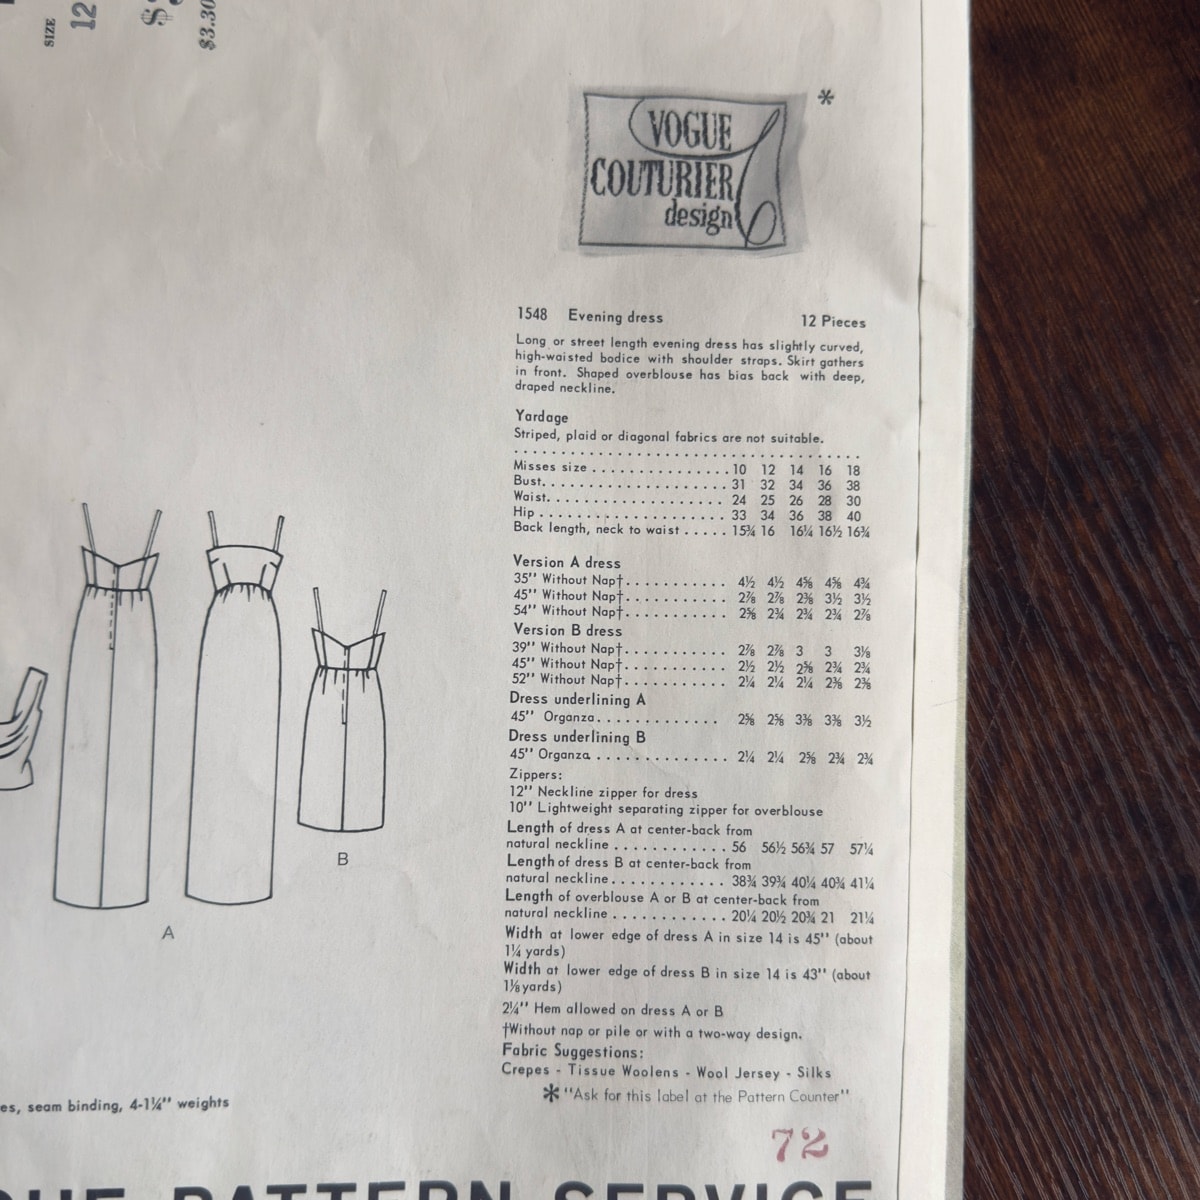 SIZE
12
$3.30
*
VOGUE
COUTURIER
design
1548 Evening dress 12 Pieces
Long or street length evening dress has slightly curved,
high-waisted bodice with shoulder straps. Skirt gathers
in front. Shaped overblouse has bias back with deep,
draped neckline.
Yardage
Striped, plaid or diagonal fabrics are not suitable.
Misses size . . . . . . . . . . . . . . . 10 12 14 16 18
Bust. . . . . . . . . . . . . . . . . . . . 31 32 34 36 38
Waist. . . . . . . . . . . . . . . . . . . 24 25 26 28 30
Hip . . . . . . . . . . . . . . . . . . . . 33 34 36 38 40
Back length, neck to waist . . . . . 15¾ 16 16¼ 16½ 16¾
Version A dress
35" Without Nap†. . . . . . . . . . . 4½ 4½ 4⅝ 4⅝ 4¾
45" Without Nap†. . . . . . . . . . . 2⅞ 2⅞ 2⅞ 3½ 3½
54" Without Nap†. . . . . . . . . . . 2⅝ 2¾ 2¾ 2¾ 2⅞
Version B dress
39" Without Nap†. . . . . . . . . . . 2⅞ 2⅞ 3 3 3⅛
45" Without Nap†. . . . . . . . . . . 2½ 2½ 2⅝ 2¾ 2¾
52" Without Nap†. . . . . . . . . . . 2¼ 2¼ 2¼ 2⅜ 2⅜
Dress underlining A
45" Organza. . . . . . . . . . . . . 2⅝ 2⅝ 3⅜ 3⅜ 3½
Dress underlining B
45" Organza . . . . . . . . . . . . . 2¼ 2¼ 2⅝ 2¾ 2¾
Zippers:
12" Neckline zipper for dress
10" Lightweight separating zipper for overblouse
Length of dress A at center-back from
natural neckline . . . . . . . . . . . . 56 56½ 56¾ 57 57¼
Length of dress B at center-back from
natural neckline . . . . . . . . . . . . 38¾ 39¾ 40¼ 40¾ 41¼
Length of overblouse A or B at center-back from
natural neckline . . . . . . . . . . . . 20¼ 20½ 20¾ 21 21¼
Width at lower edge of dress A in size 14 is 45" (about
1¼ yards)
Width at lower edge of dress B in size 14 is 43" (about
1⅛ yards)
2¼" Hem allowed on dress A or B
†Without nap or pile or with a two-way design.
Fabric Suggestions:
Crepes - Tissue Woolens - Wool Jersey - Silks
* "Ask for this label at the Pattern Counter"
B
A
es, seam binding, 4-1¼" weights
72
PATTERN SERVICE